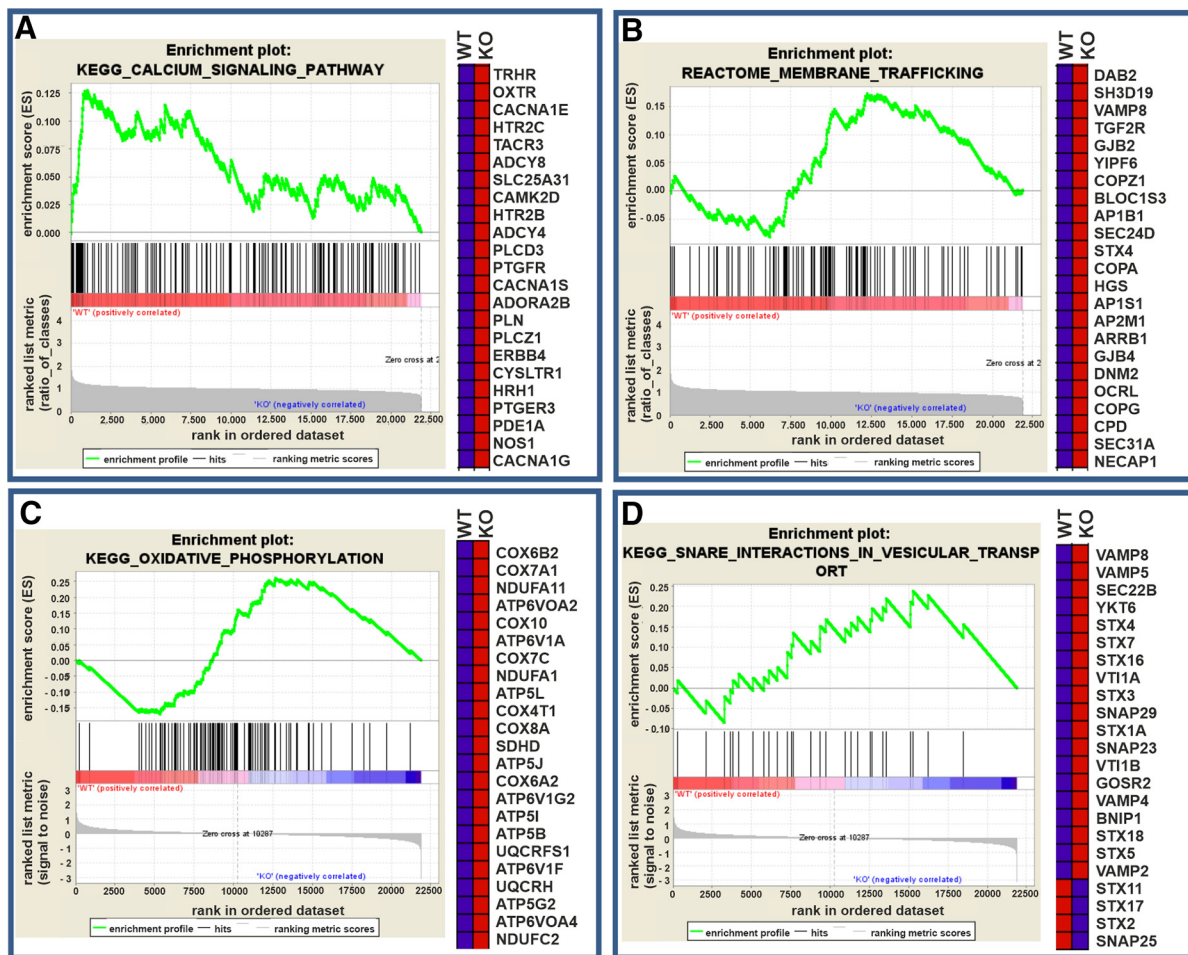 A
Enrichment plot:
KEGG_CALCIUM_SIGNALING_PATHWAY
enrichment score (ES)
0.125
0.100
0.075
0.050
0.025
0.000
ranked list metric
(ratio_of_classes)
'WT' (positively correlated)
4
3
2
1
0
Zero cross at 2
'KO' (negatively correlated)
0 2.500 5.000 7.500 10.000 12.500 15.000 17.500 20.000 22.500
rank in ordered dataset
enrichment profile hits ranking metric scores
WT KO
TRHR
OXTR
CACNA1E
HTR2C
TACR3
ADCY8
SLC25A31
CAMK2D
HTR2B
ADCY4
PLCD3
PTGFR
CACNA1S
ADORA2B
PLN
PLCZ1
ERBB4
CYSLTR1
HRH1
PTGER3
PDE1A
NOS1
CACNA1G
B
Enrichment plot:
REACTOME_MEMBRANE_TRAFFICKING
enrichment score (ES)
0.15
0.10
0.05
0.00
- 0.05
ranked list metric
(ratio_of_classes)
'WT' (positively correlated)
4
3
2
1
0
Zero cross at 2
'KO' (negatively correlated)
0 2.500 5.000 7.500 10.000 12.500 15.000 17.500 20.000 22.500
rank in ordered dataset
enrichment profile hits ranking metric scores
WT KO
DAB2
SH3D19
VAMP8
TGF2R
GJB2
YIPF6
COPZ1
BLOC1S3
AP1B1
SEC24D
STX4
COPA
HGS
AP1S1
AP2M1
ARRB1
GJB4
DNM2
OCRL
COPG
CPD
SEC31A
NECAP1
C
Enrichment plot:
KEGG_OXIDATIVE_PHOSPHORYLATION
enrichment score (ES)
0.25
0.20
0.15
0.10
0.05
0.00
- 0.05
- 0.10
- 0.15
ranked list metric
(signal to noise)
'WT' (positively correlated)
3
2
1
0
- 1
- 2
- 3
Zero cross at 10287
'KO' (negatively correlated)
0 2500 5000 7500 10000 12500 15000 17500 20000 22500
rank in ordered dataset
enrichment profile hits ranking metric scores
WT KO
COX6B2
COX7A1
NDUFA11
ATP6VOA2
COX10
ATP6V1A
COX7C
NDUFA1
ATP5L
COX4T1
COX8A
SDHD
ATP5J
COX6A2
ATP6V1G2
ATP5I
ATP5B
UQCRFS1
ATP6V1F
UQCRH
ATP5G2
ATP6VOA4
NDUFC2
D
Enrichment plot:
KEGG_SNARE_INTERACTIONS_IN_VESICULAR_TRANSP
ORT
enrichment score (ES)
0.25
0.20
0.15
0.10
0.05
0.00
- 0.05
- 0.10
ranked list metric
(signal to noise)
'WT' (positively correlated)
3
2
1
0
- 1
- 2
- 3
Zero cross at 10287
'KO' (negatively correlated)
0 2500 5000 7500 10000 12500 15000 17500 20000 22500
rank in ordered dataset
enrichment profile hits ranking metric scores
WT KO
VAMP8
VAMP5
SEC22B
YKT6
STX4
STX7
STX16
VTI1A
STX3
SNAP29
STX1A
SNAP23
VTI1B
GOSR2
VAMP4
BNIP1
STX18
STX5
VAMP2
STX11
STX17
STX2
SNAP25